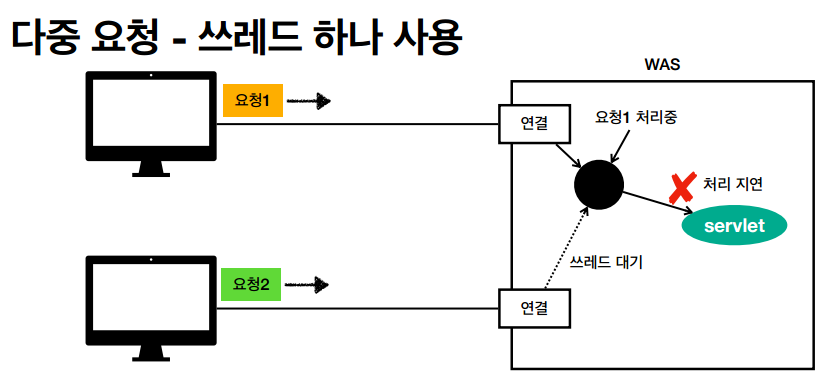 다중 요청 - 쓰레드 하나 사용
WAS
요청1
연결
요청1 처리중
처리 지연
servlet
쓰레드 대기
요청2
연결